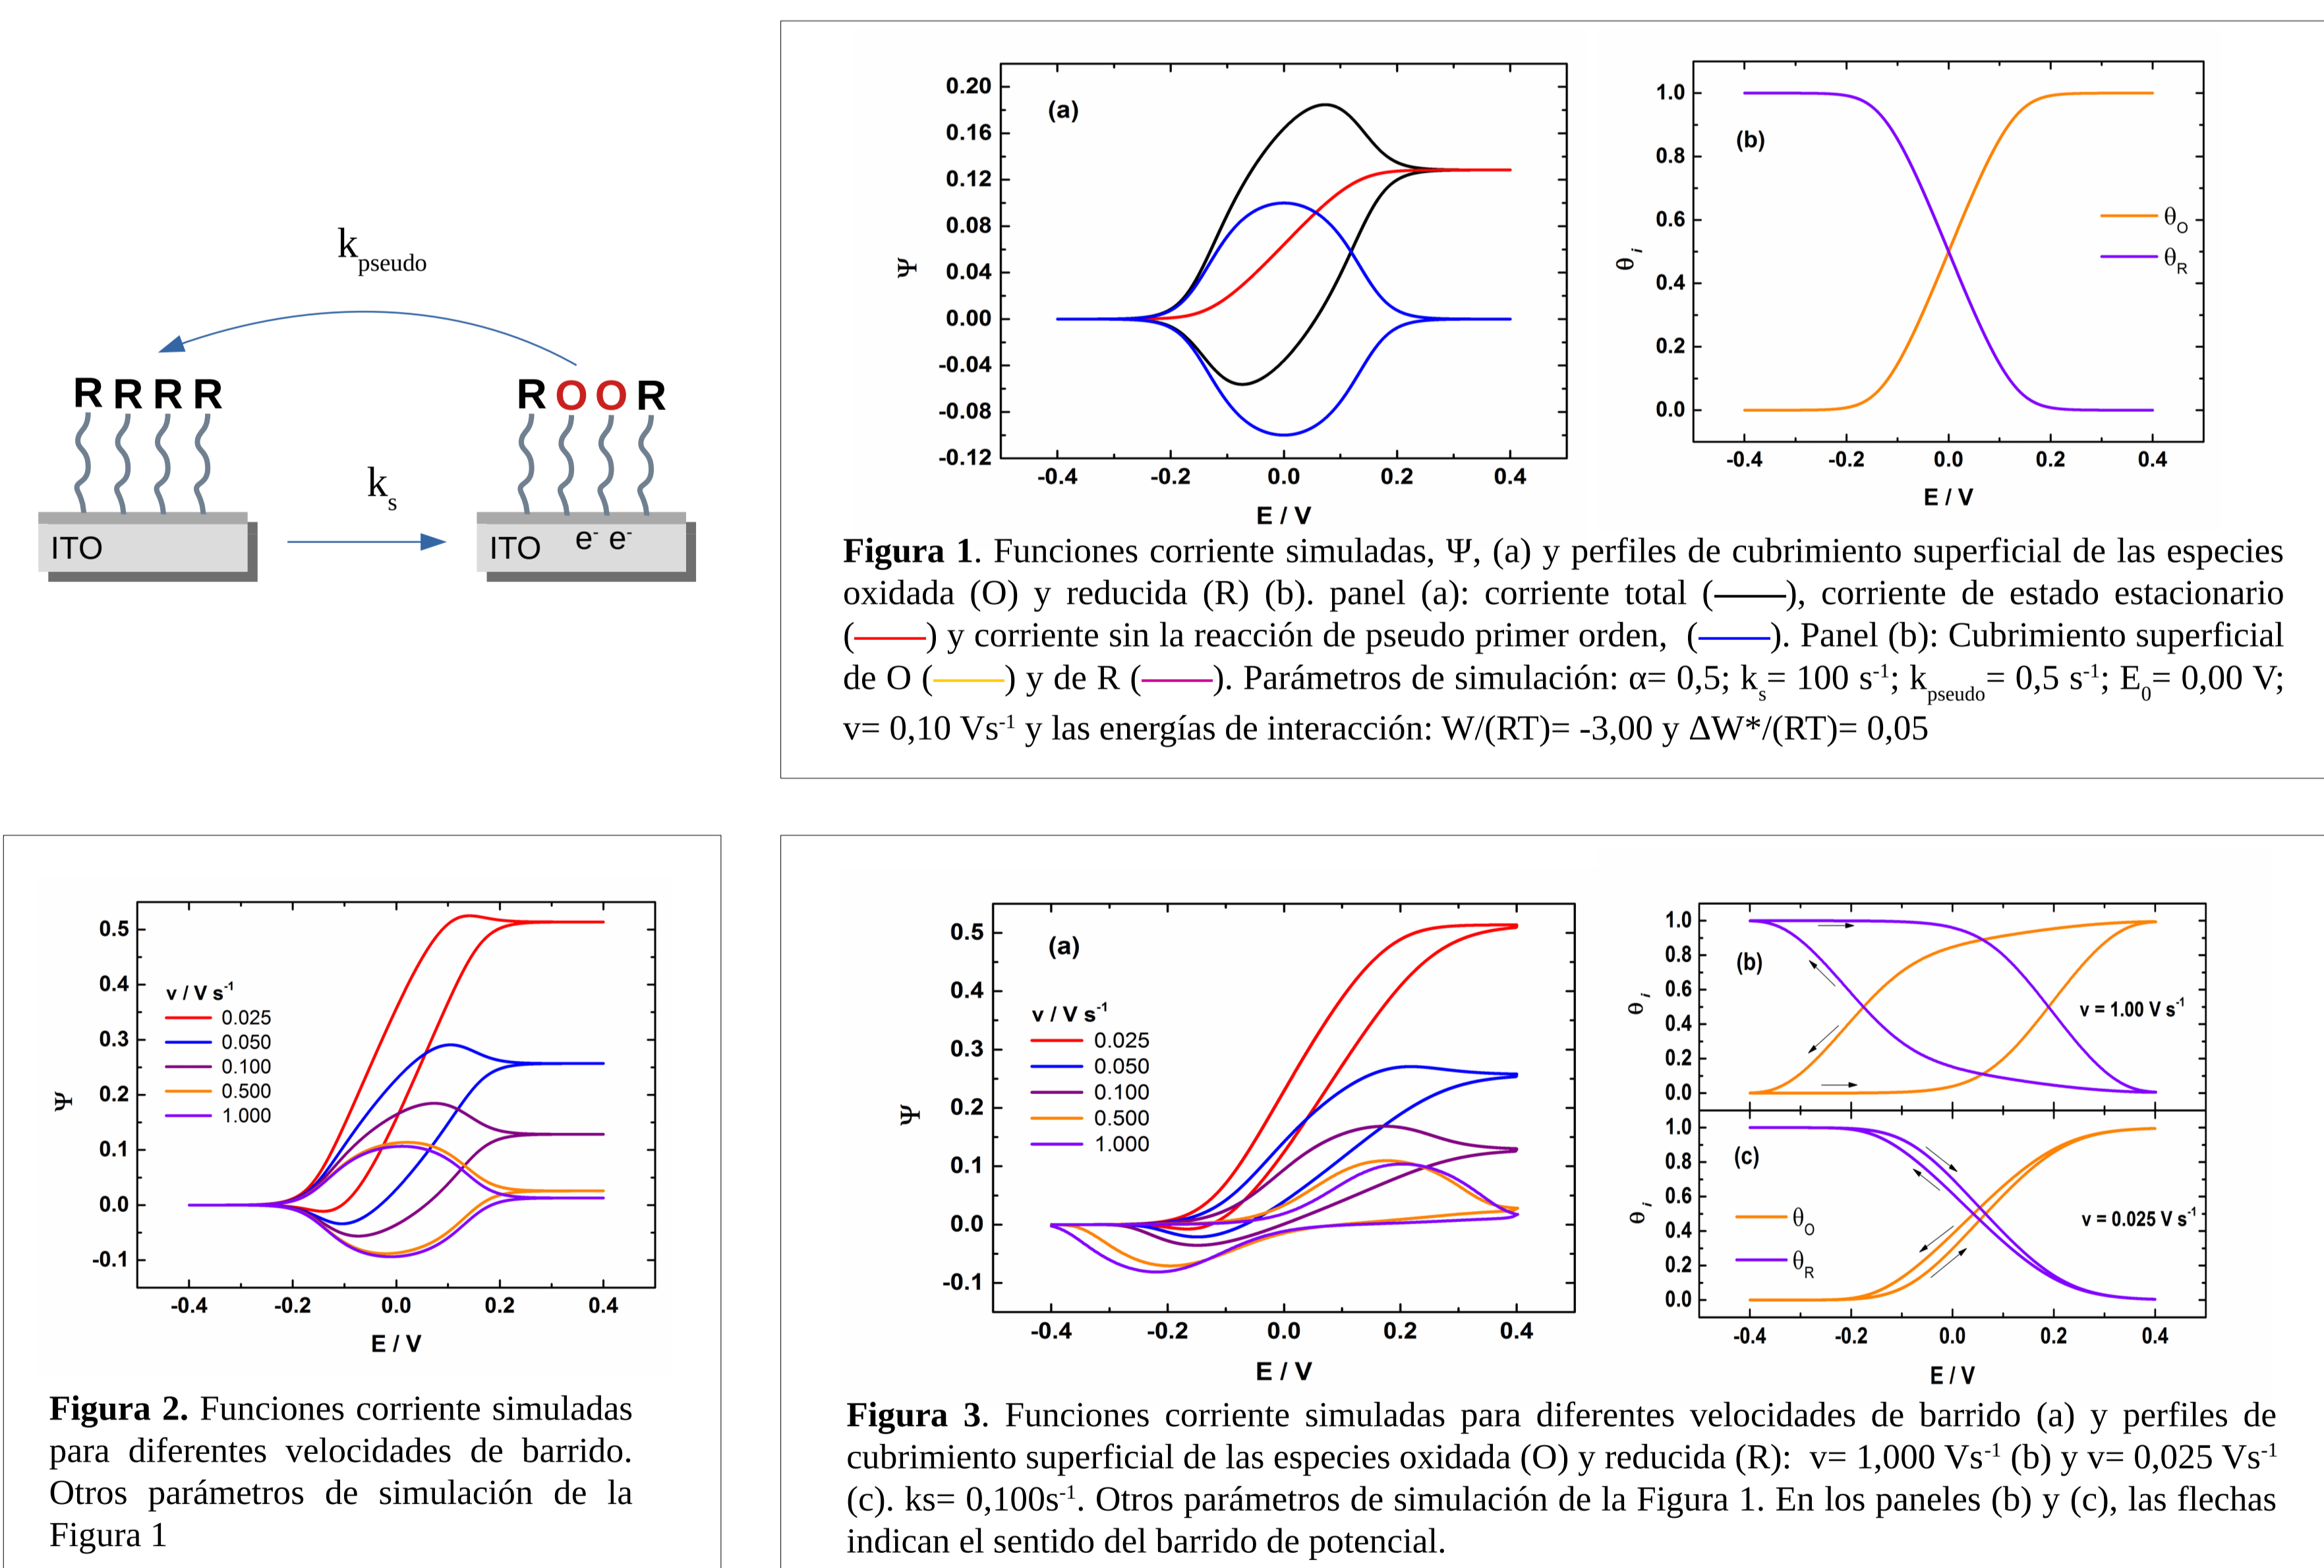 k pseudo
R R R R
R O O R
k s
ITO
ITO e- e-
0.20
0.16
0.12
0.08
0.04
0.00
-0.04
-0.08
-0.12
Ψ
(a)
-0.4 -0.2 0.0 0.2 0.4
E / V
1.0
0.8
0.6
0.4
0.2
0.0
θ i
(b)
θO
θR
-0.4 -0.2 0.0 0.2 0.4
E / V
Figura 1. Funciones corriente simuladas, Ψ, (a) y perfiles de cubrimiento superficial de las especies
oxidada (O) y reducida (R) (b). panel (a): corriente total (——), corriente de estado estacionario
(——) y corriente sin la reacción de pseudo primer orden, (——). Panel (b): Cubrimiento superficial
de O (——) y de R (——). Parámetros de simulación: α= 0,5; ks= 100 s-1; kpseudo= 0,5 s-1; E0= 0,00 V;
v= 0,10 Vs-1 y las energías de interacción: W/(RT)= -3,00 y ΔW*/(RT)= 0,05
0.5
0.4
0.3
0.2
0.1
0.0
-0.1
Ψ
v / V s-1
0.025
0.050
0.100
0.500
1.000
-0.4 -0.2 0.0 0.2 0.4
E / V
Figura 2. Funciones corriente simuladas
para diferentes velocidades de barrido.
Otros parámetros de simulación de la
Figura 1
0.5
0.4
0.3
0.2
0.1
0.0
-0.1
Ψ
(a)
v / V s-1
0.025
0.050
0.100
0.500
1.000
-0.4 -0.2 0.0 0.2 0.4
E / V
1.0
0.8
0.6
0.4
0.2
0.0
θ i
(b)
v = 1.00 V s-1
1.0
0.8
0.6
0.4
0.2
0.0
θ i
(c)
θO
θR
v = 0.025 V s-1
-0.4 -0.2 0.0 0.2 0.4
E / V
Figura 3. Funciones corriente simuladas para diferentes velocidades de barrido (a) y perfiles de
cubrimiento superficial de las especies oxidada (O) y reducida (R): v= 1,000 Vs-1 (b) y v= 0,025 Vs-1
(c). ks= 0,100s-1. Otros parámetros de simulación de la Figura 1. En los paneles (b) y (c), las flechas
indican el sentido del barrido de potencial.